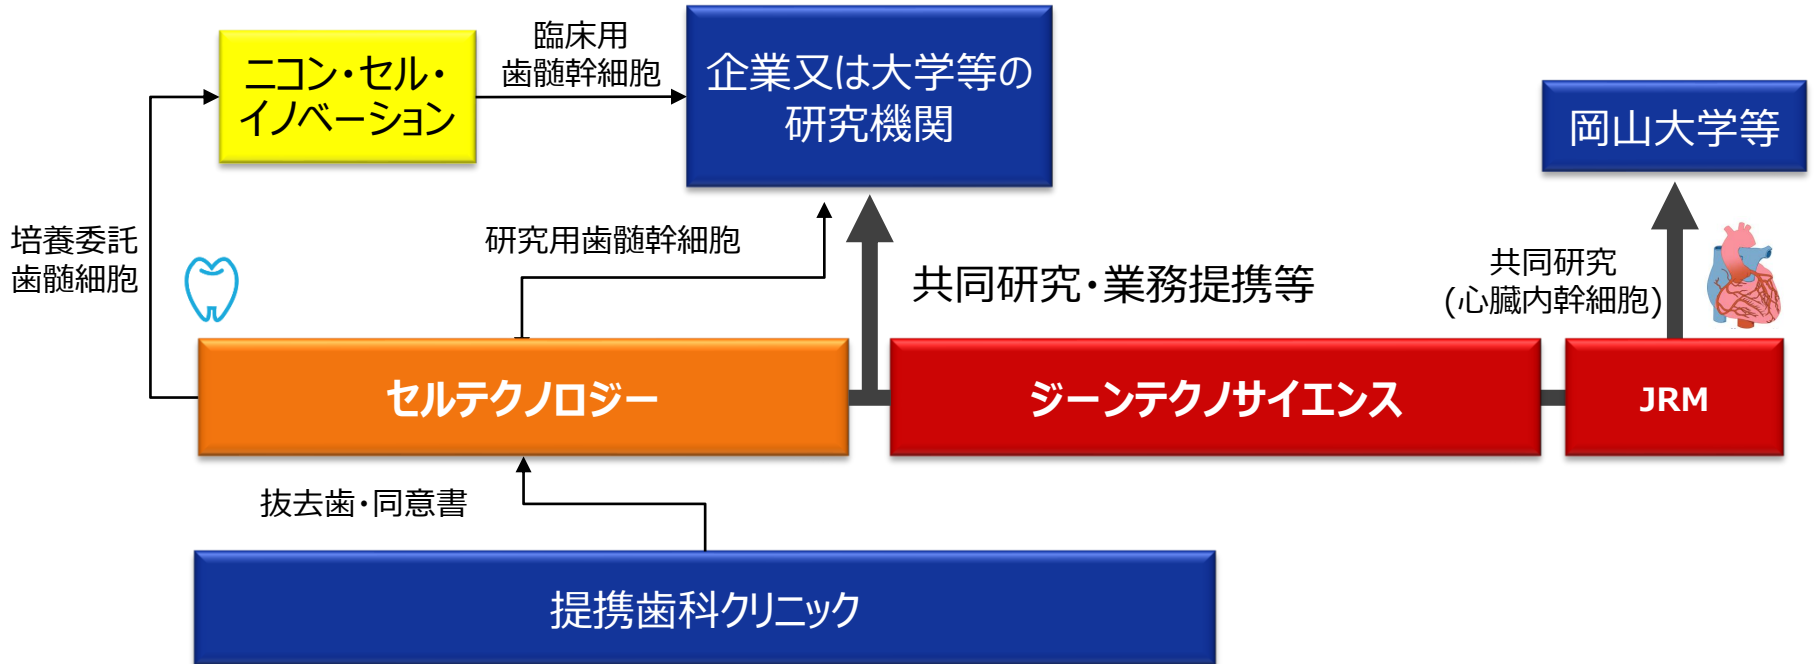 臨床用
歯髄幹細胞
ニコン・セル・
イノベーション
企業又は大学等の
研究機関
岡山大学等
培養委託
歯髄細胞
研究用歯髄幹細胞
共同研究・業務提携等
共同研究
(心臓内幹細胞)
セルテクノロジー
ジーンテクノサイエンス
JRM
抜去歯・同意書
提携歯科クリニック